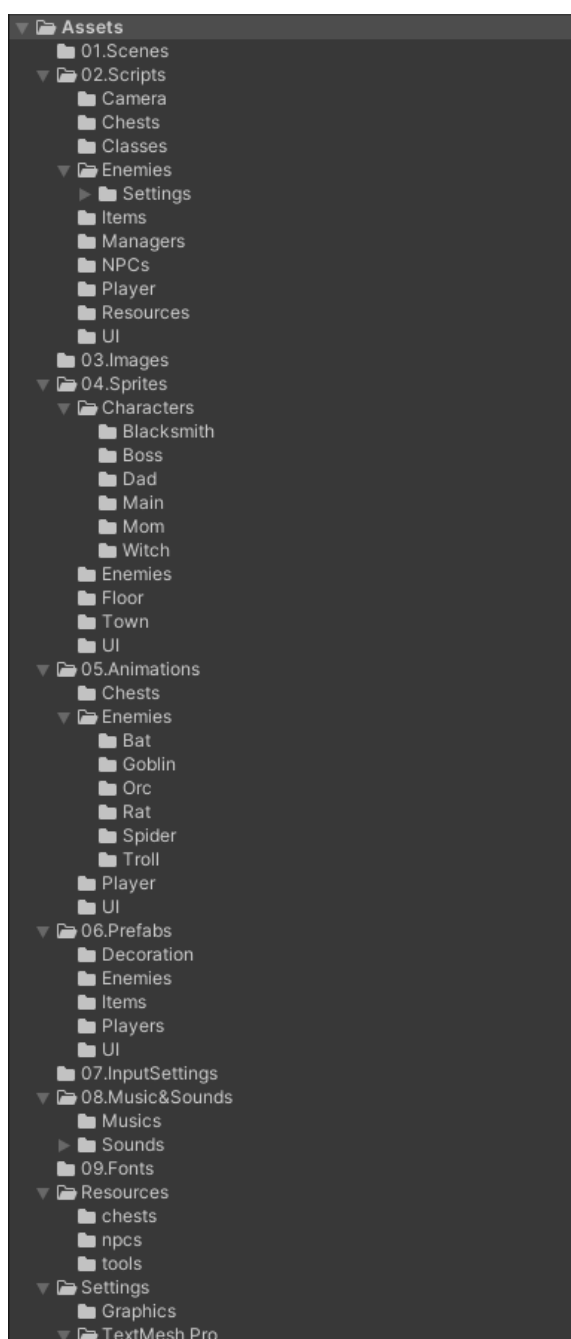 Assets
01.Scenes
02.Scripts
Camera
Chests
Classes
Enemies
Settings
Items
Managers
NPCs
Player
Resources
UI
03.Images
04.Sprites
Characters
Blacksmith
Boss
Dad
Main
Mom
Witch
Enemies
Floor
Town
UI
05.Animations
Chests
Enemies
Bat
Goblin
Orc
Rat
Spider
Troll
Player
UI
06.Prefabs
Decoration
Enemies
Items
Players
UI
07.InputSettings
08.Music&Sounds
Musics
Sounds
09.Fonts
Resources
chests
npcs
tools
Settings
Graphics
TextMesh Pro